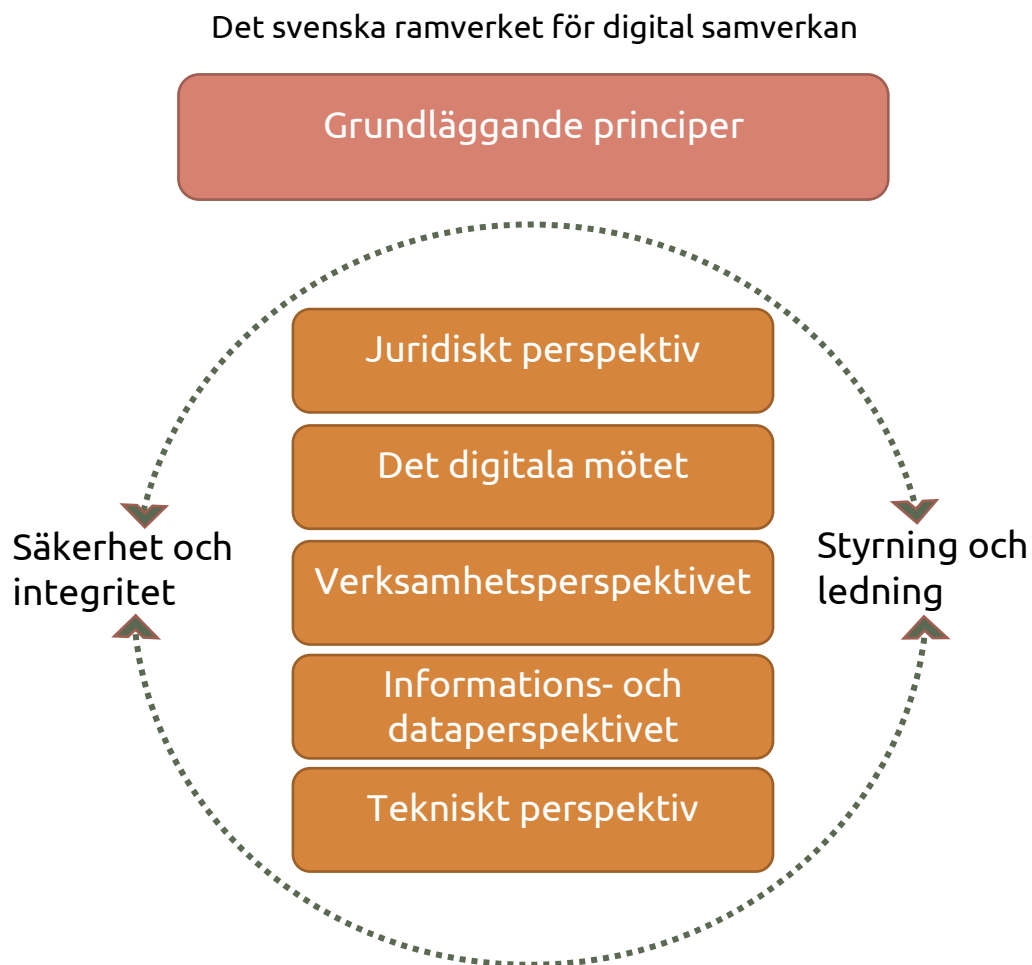 Det svenska ramverket för digital samverkan
Grundläggande principer
Juridiskt perspektiv
Det digitala mötet
Säkerhet och
integritet
Verksamhetsperspektivet
Styrning och
ledning
Informations- och
dataperspektivet
Tekniskt perspektiv